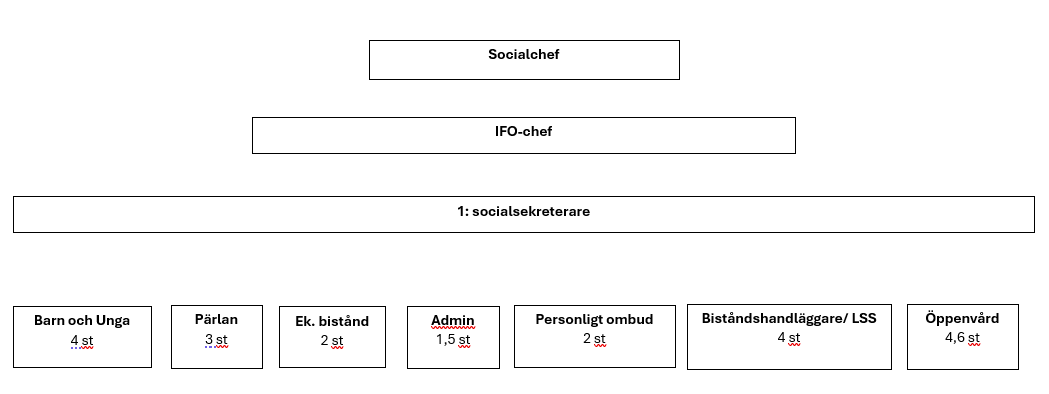 Socialchef
IFO-chef
1: socialsekreterare
Barn och Unga
4 st
Pärlan
3 st
Ek. bistånd
2 st
Admin
1,5 st
Personligt ombud
2 st
Biståndshandläggare/ LSS
4 st
Öppenvård
4,6 st